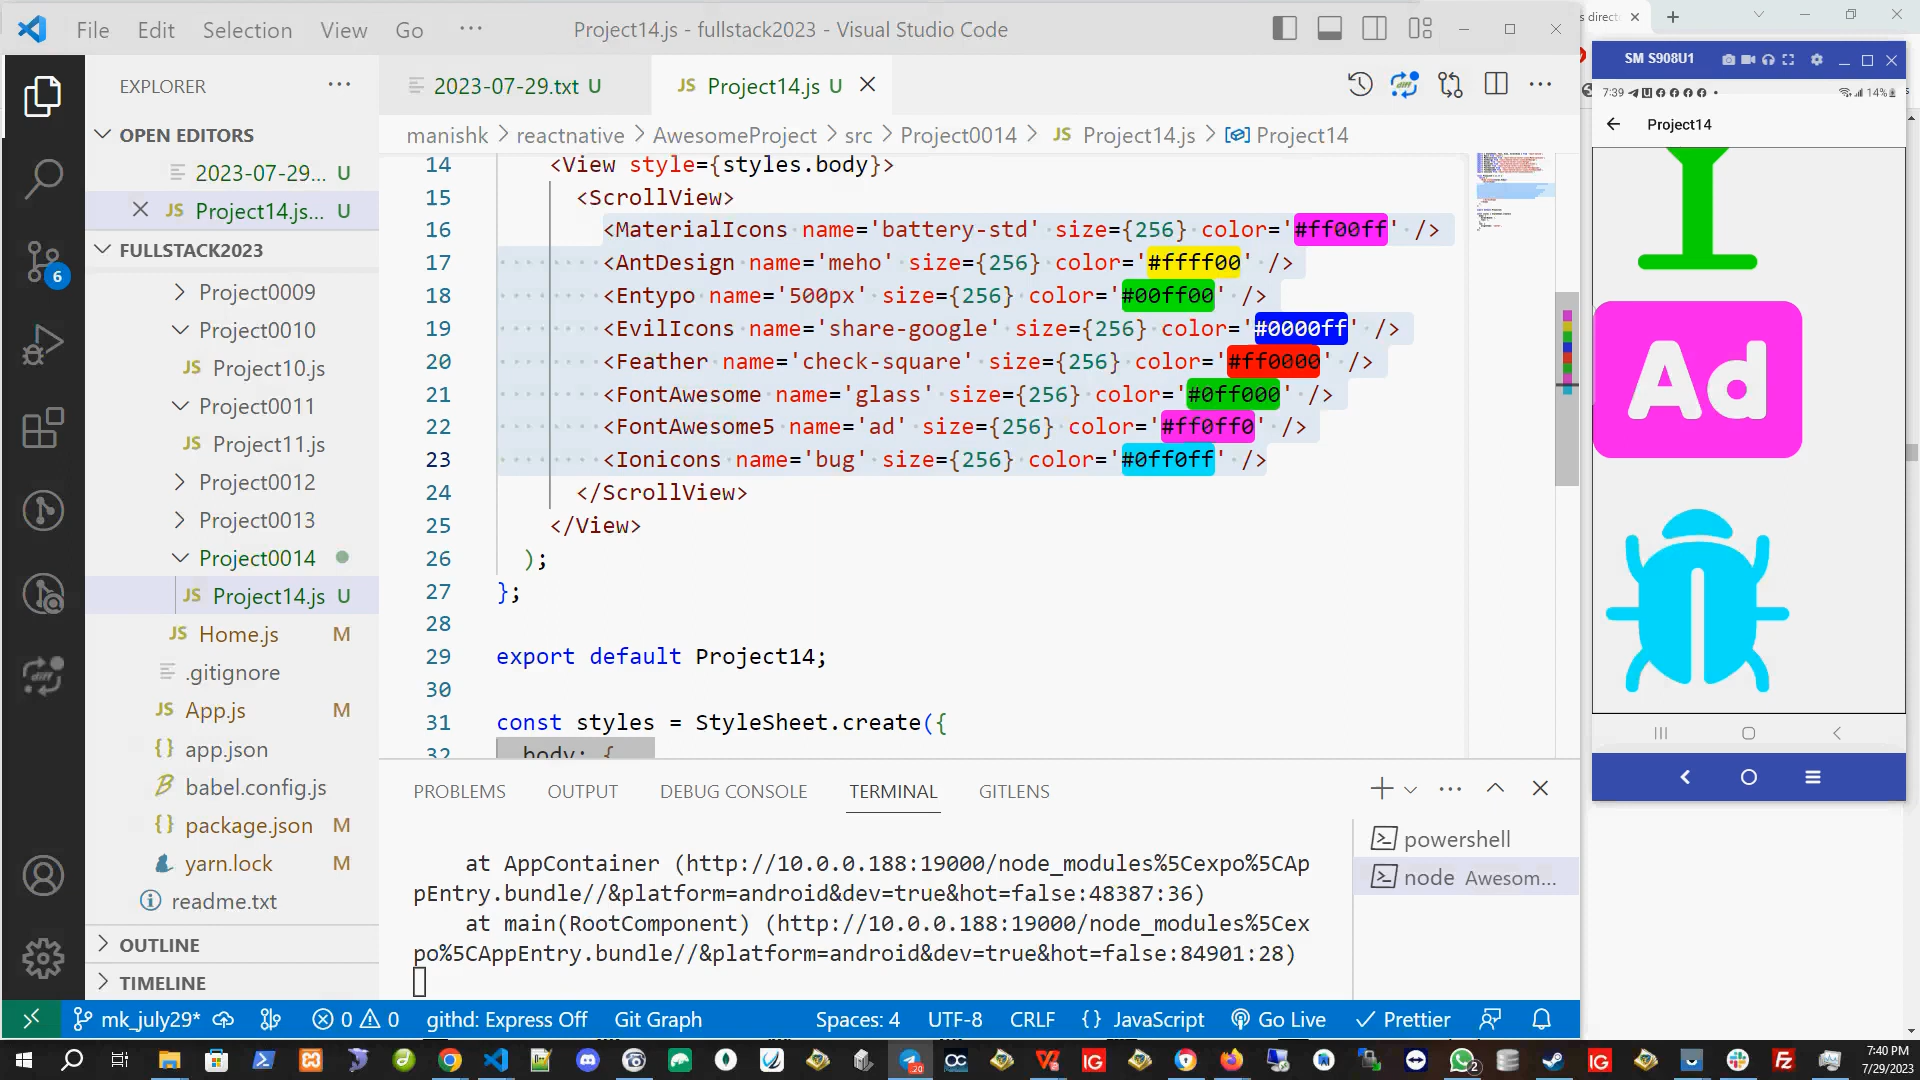 File Edit Selection View Go ··· Project14.js - fullstack2023 - Visual Studio Code
EXPLORER ···
OPEN EDITORS
2023-07-29... U
Project14.js... U
FULLSTACK2023
Project0009
Project0010
JS Project10.js
Project0011
JS Project11.js
Project0012
Project0013
Project0014
JS Project14.js U
JS Home.js M
.gitignore
JS App.js M
{} app.json
babel.config.js
{} package.json M
yarn.lock M
readme.txt
OUTLINE
TIMELINE
6
2023-07-29.txt U
JS Project14.js U
manishk > reactnative > AwesomeProject > src > Project0014 > JS Project14.js > Project14
14 <View style={styles.body}>
15 <ScrollView>
16 <MaterialIcons name='battery-std' size={256} color='#ff00ff' />
17 <AntDesign name='meho' size={256} color='#ffff00' />
18 <Entypo name='500px' size={256} color='#00ff00' />
19 <EvilIcons name='share-google' size={256} color='#0000ff' />
20 <Feather name='check-square' size={256} color='#ff0000' />
21 <FontAwesome name='glass' size={256} color='#0ff000' />
22 <FontAwesome5 name='ad' size={256} color='#ff0ff0' />
23 <Ionicons name='bug' size={256} color='#0ff0ff' />
24 </ScrollView>
25 </View>
26 );
27 };
28
29 export default Project14;
30
31 const styles = StyleSheet.create({
32 body: {
PROBLEMS OUTPUT DEBUG CONSOLE TERMINAL GITLENS
at AppContainer (http://10.0.0.188:19000/node_modules%5Cexpo%5CAp
pEntry.bundle//&platform=android&dev=true&hot=false:48387:36)
at main(RootComponent) (http://10.0.0.188:19000/node_modules%5Cex
po%5CAppEntry.bundle//&platform=android&dev=true&hot=false:84901:28)
powershell
node Awesom...
mk_july29* 0 0 githd: Express Off Git Graph Spaces: 4 UTF-8 CRLF {} JavaScript Go Live Prettier
s direct
SM S908U1
7:39 14%
Project14
Ad
7:40 PM
7/29/2023